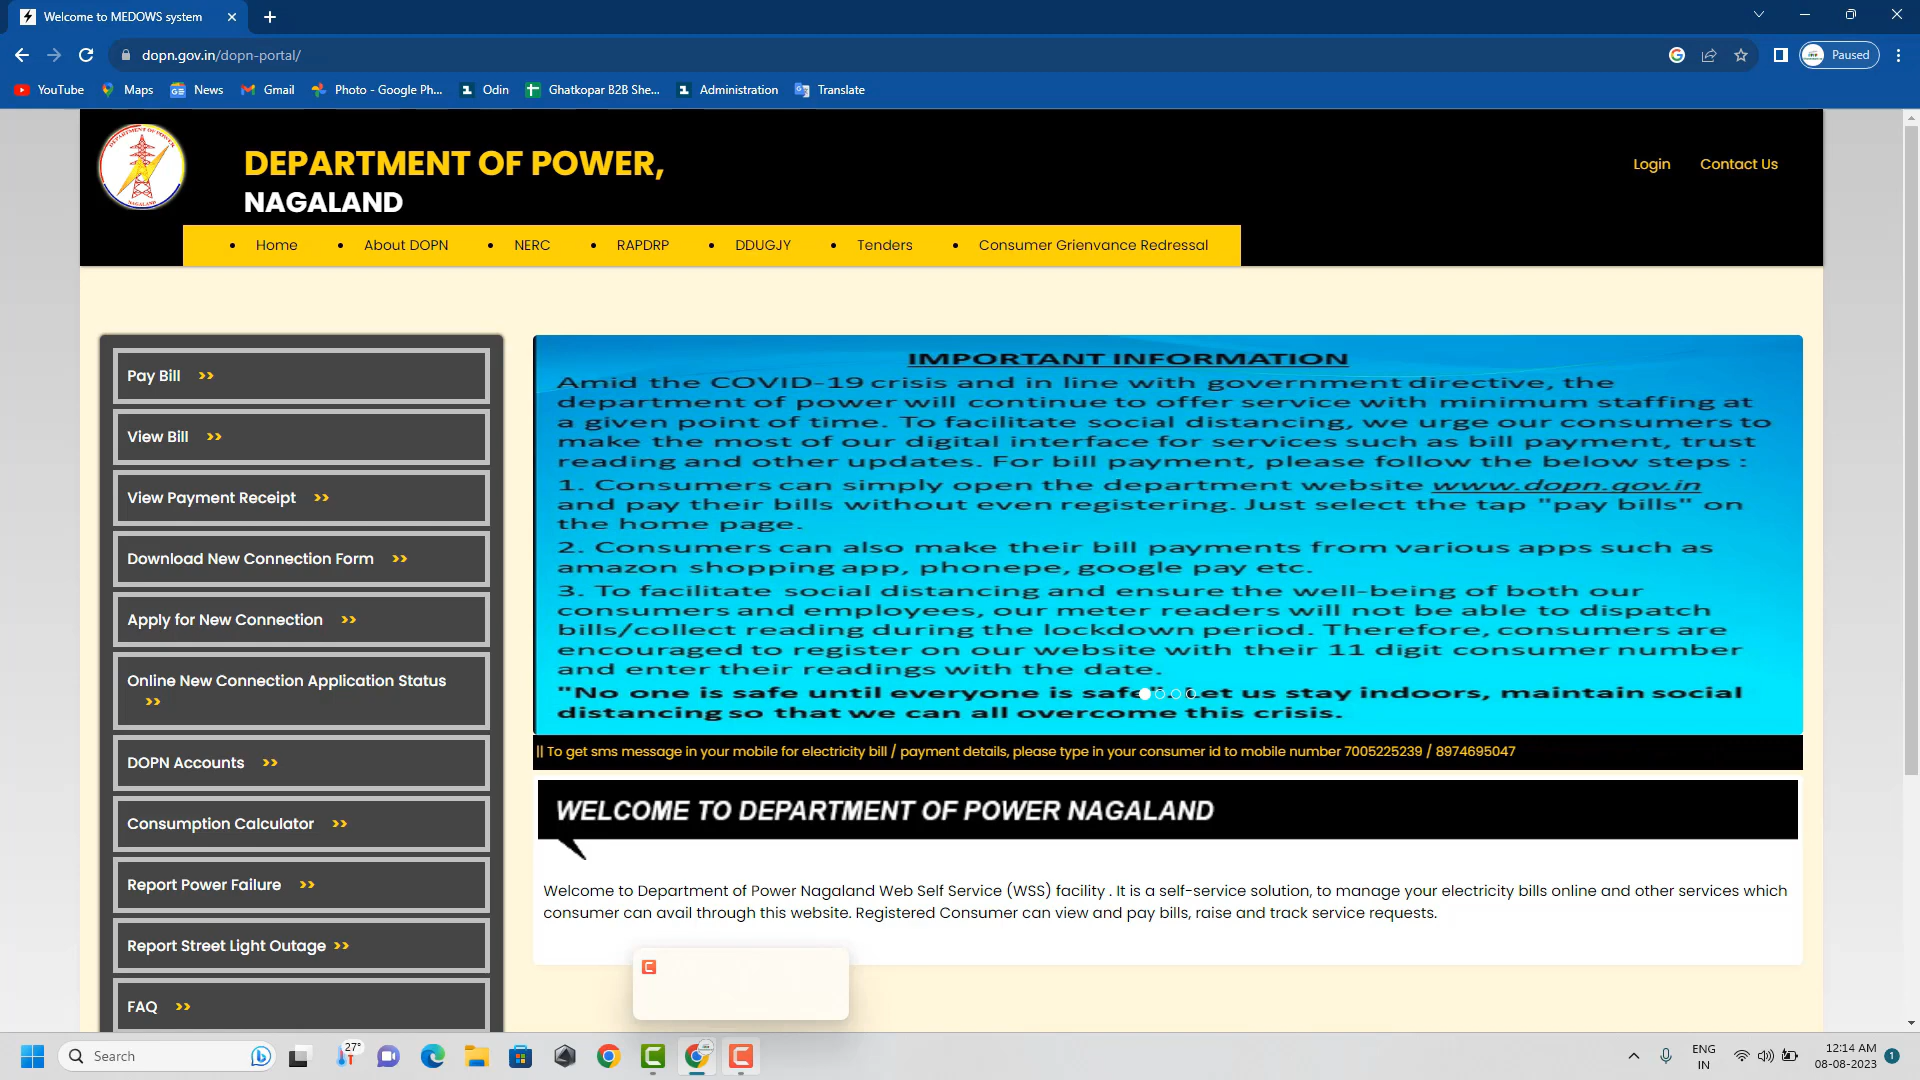 Welcome to MEDOWS system
dopn.gov.in/dopn-portal/
Paused
YouTube
Maps
News
Gmail
Photo - Google Ph...
Odin
Ghatkopar B2B She...
Administration
Translate
DEPARTMENT OF POWER
NAGALAND
DEPARTMENT OF POWER,
NAGALAND
Login
Contact Us
Home
About DOPN
NERC
RAPDRP
DDUGJY
Tenders
Consumer Grienvance Redressal
Pay Bill >>
View Bill >>
View Payment Receipt >>
Download New Connection Form >>
Apply for New Connection >>
Online New Connection Application Status
>>
DOPN Accounts >>
Consumption Calculator >>
Report Power Failure >>
Report Street Light Outage >>
FAQ >>
IMPORTANT INFORMATION
Amid the COVID-19 crisis and in line with government directive, the
department of power will continue to offer service with minimum staffing at
a given point of time. To facilitate social distancing, we urge our consumers to
make the most of our digital interface for services such as bill payment, trust
reading and other updates. For bill payment, please follow the below steps :
1. Consumers can simply open the department website www.dopn.gov.in
and pay their bills without even registering. Just select the tap "pay bills" on
the home page.
2. Consumers can also make their bill payments from various apps such as
amazon shopping app, phonepe, google pay etc.
3. To facilitate social distancing and ensure the well-being of both our
consumers and employees, our meter readers will not be able to dispatch
bills/collect reading during the lockdown period. Therefore, consumers are
encouraged to register on our website with their 11 digit consumer number
and enter their readings with the date.
"No one is safe until everyone is safe". Let us stay indoors, maintain social
distancing so that we can all overcome this crisis.
|| To get sms message in your mobile for electricity bill / payment details, please type in your consumer id to mobile number 7005225239 / 8974695047
WELCOME TO DEPARTMENT OF POWER NAGALAND
Welcome to Department of Power Nagaland Web Self Service (WSS) facility . It is a self-service solution, to manage your electricity bills online and other services which
consumer can avail through this website. Registered Consumer can view and pay bills, raise and track service requests.
Search
27°
ENG
IN
12:14 AM
08-08-2023
1